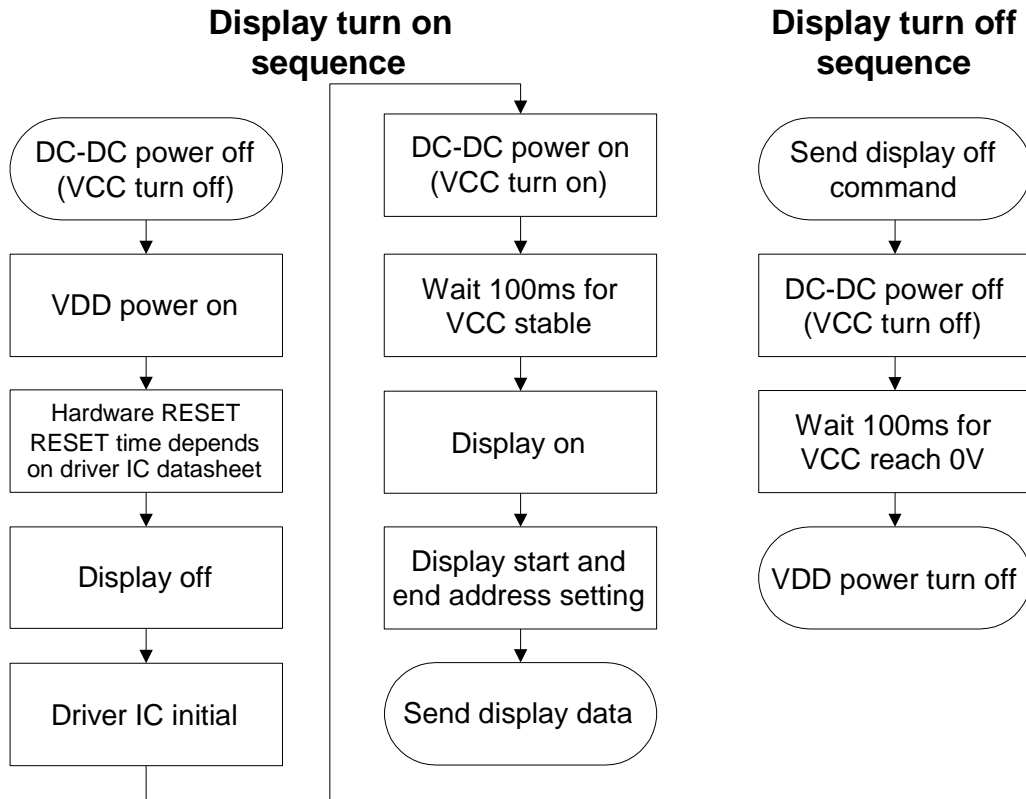 Display turn on
sequence
DC-DC power off
(VCC turn off)
VDD power on
Hardware RESET
RESET time depends
on driver IC datasheet
Display off
Driver IC initial
DC-DC power on
(VCC turn on)
Wait 100ms for
VCC stable
Display on
Display start and
end address setting
Send display data
Display turn off
sequence
Send display off
command
DC-DC power off
(VCC turn off)
Wait 100ms for
VCC reach 0V
VDD power turn off